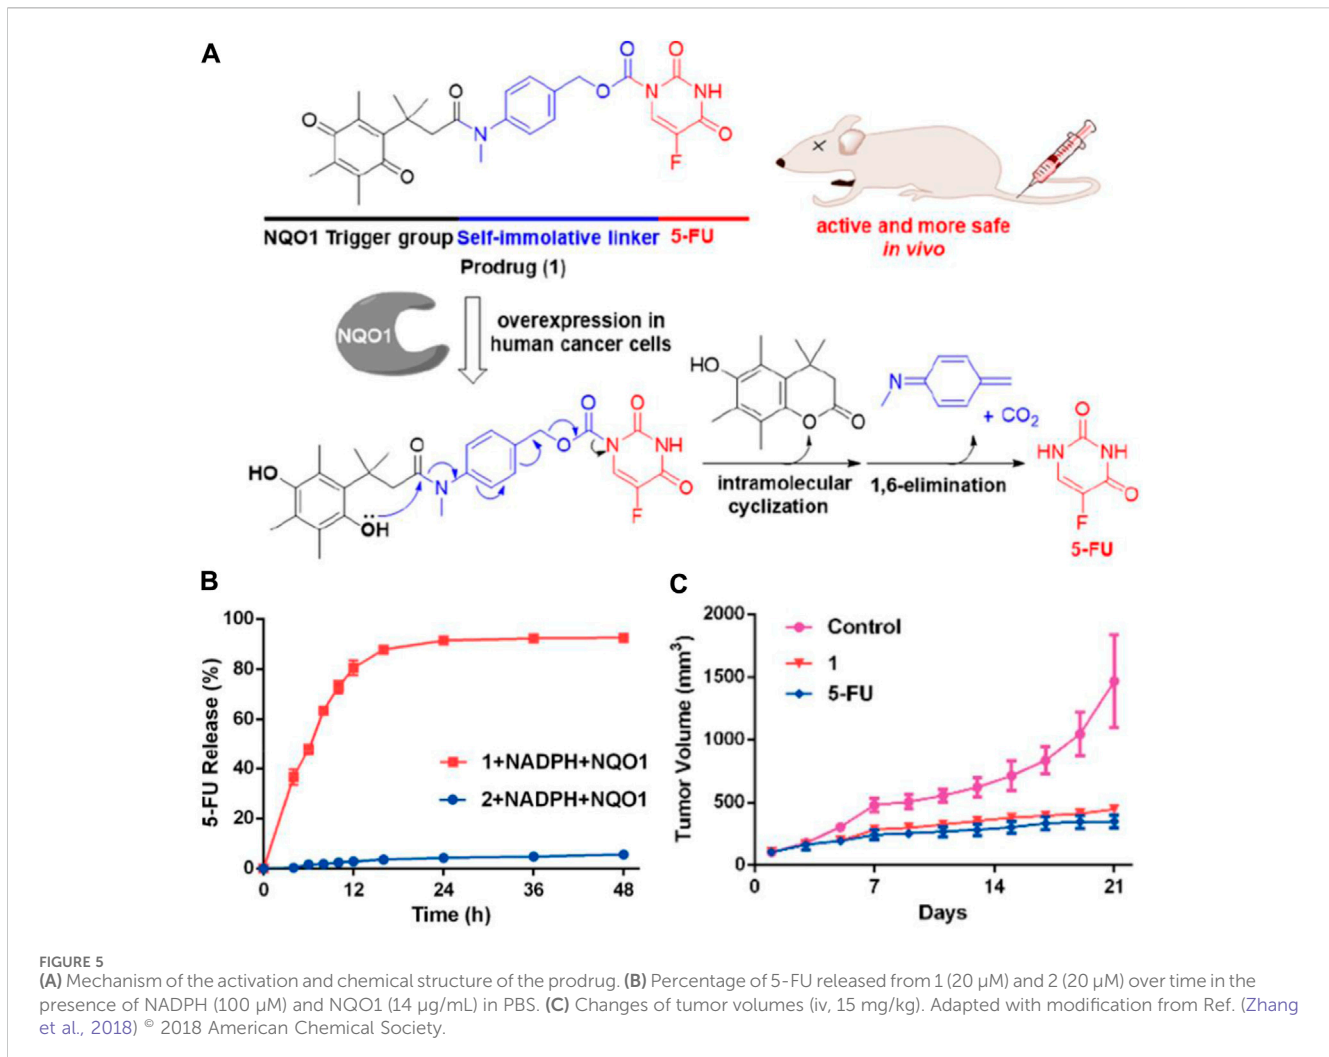 A
O
O
O
N
O
O
O
N
NH
O
F
NQO1 Trigger group Self-immolative linker 5-FU
Prodrug (1)
active and more safe
in vivo
NQO1
overexpression in
human cancer cells
HO
OH
O
N
O
O
O
N
NH
O
F
HO
O
O
N
+ CO2
intramolecular
cyclization
1,6-elimination
O
HN
NH
O
F
5-FU
B
5-FU Release (%)
100
80
60
40
20
0
0 12 24 36 48
Time (h)
1+NADPH+NQO1
2+NADPH+NQO1
C
Tumor Volume (mm3)
2000
1500
1000
500
0
0 7 14 21
Days
Control
1
5-FU
FIGURE 5
(A) Mechanism of the activation and chemical structure of the prodrug. (B) Percentage of 5-FU released from 1 (20 µM) and 2 (20 µM) over time in the
presence of NADPH (100 µM) and NQO1 (14 µg/mL) in PBS. (C) Changes of tumor volumes (iv, 15 mg/kg). Adapted with modification from Ref. (Zhang
et al., 2018) © 2018 American Chemical Society.